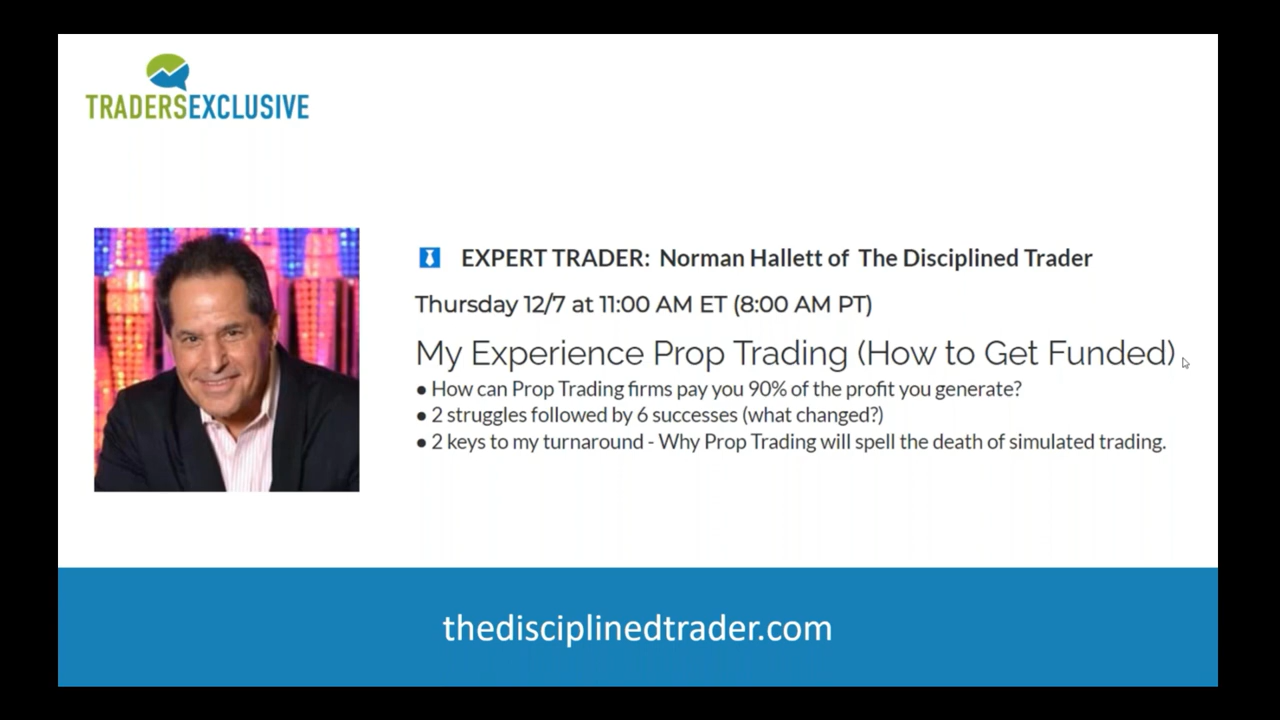 TRADERSEXCLUSIVE
EXPERT TRADER: Norman Hallett of The Disciplined Trader
Thursday 12/7 at 11:00 AM ET (8:00 AM PT)
My Experience Prop Trading (How to Get Funded)
● How can Prop Trading firms pay you 90% of the profit you generate?
● 2 struggles followed by 6 successes (what changed?)
● 2 keys to my turnaround - Why Prop Trading will spell the death of simulated trading.
thedisciplinedtrader.com